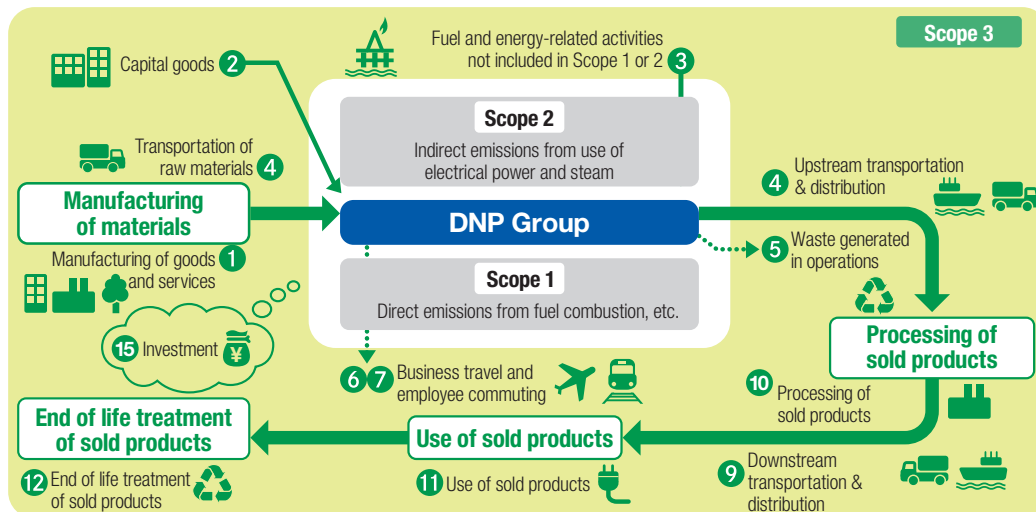 Scope 3
Fuel and energy-related activities
not included in Scope 1 or 2 3
Capital goods 2
Scope 2
Indirect emissions from use of
electrical power and steam
Transportation of
raw materials 4
Manufacturing
of materials
DNP Group
4 Upstream transportation
& distribution
Manufacturing of goods 1
and services
5 Waste generated
in operations
Scope 1
Direct emissions from fuel combustion, etc.
15 Investment ¥
Processing of
sold products
6 7 Business travel and
employee commuting
10 Processing of
sold products
End of life treatment
of sold products
Use of sold products
12 End of life treatment
of sold products
11 Use of sold products
9 Downstream
transportation &
distribution